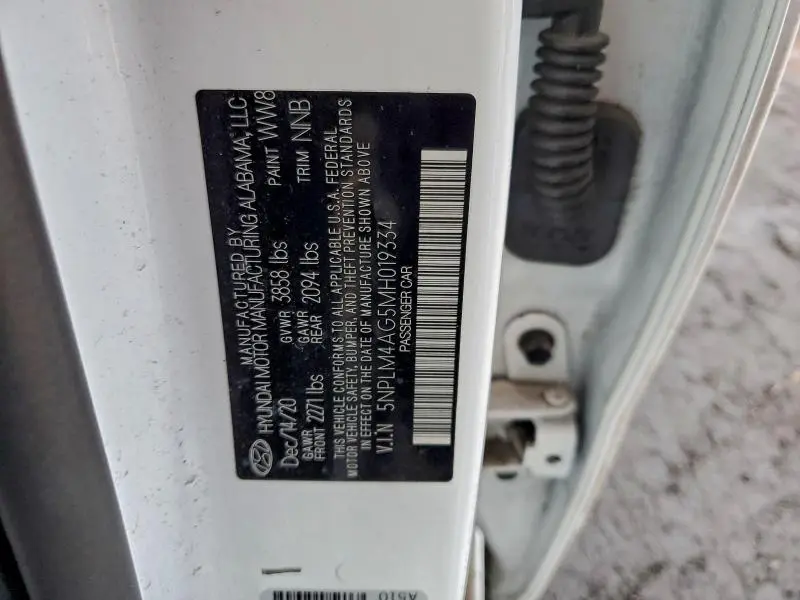 MANUFACTURED BY
HYUNDAI MOTOR MANUFACTURING ALABAMA, LLC
Dec/14/20 GVWR 3858 lbs PAINT WW8
GAWR FRONT 2271 lbs GAWR REAR 2094 lbs TRIM NNB
THIS VEHICLE CONFORMS TO ALL APPLICABLE U.S.A. FEDERAL
MOTOR VEHICLE SAFETY, BUMPER, AND THEFT PREVENTION STANDARDS
IN EFFECT ON THE DATE OF MANUFACTURE SHOWN ABOVE
V.I.N 5NPLM4AG5MH019334
PASSENGER CAR
A510